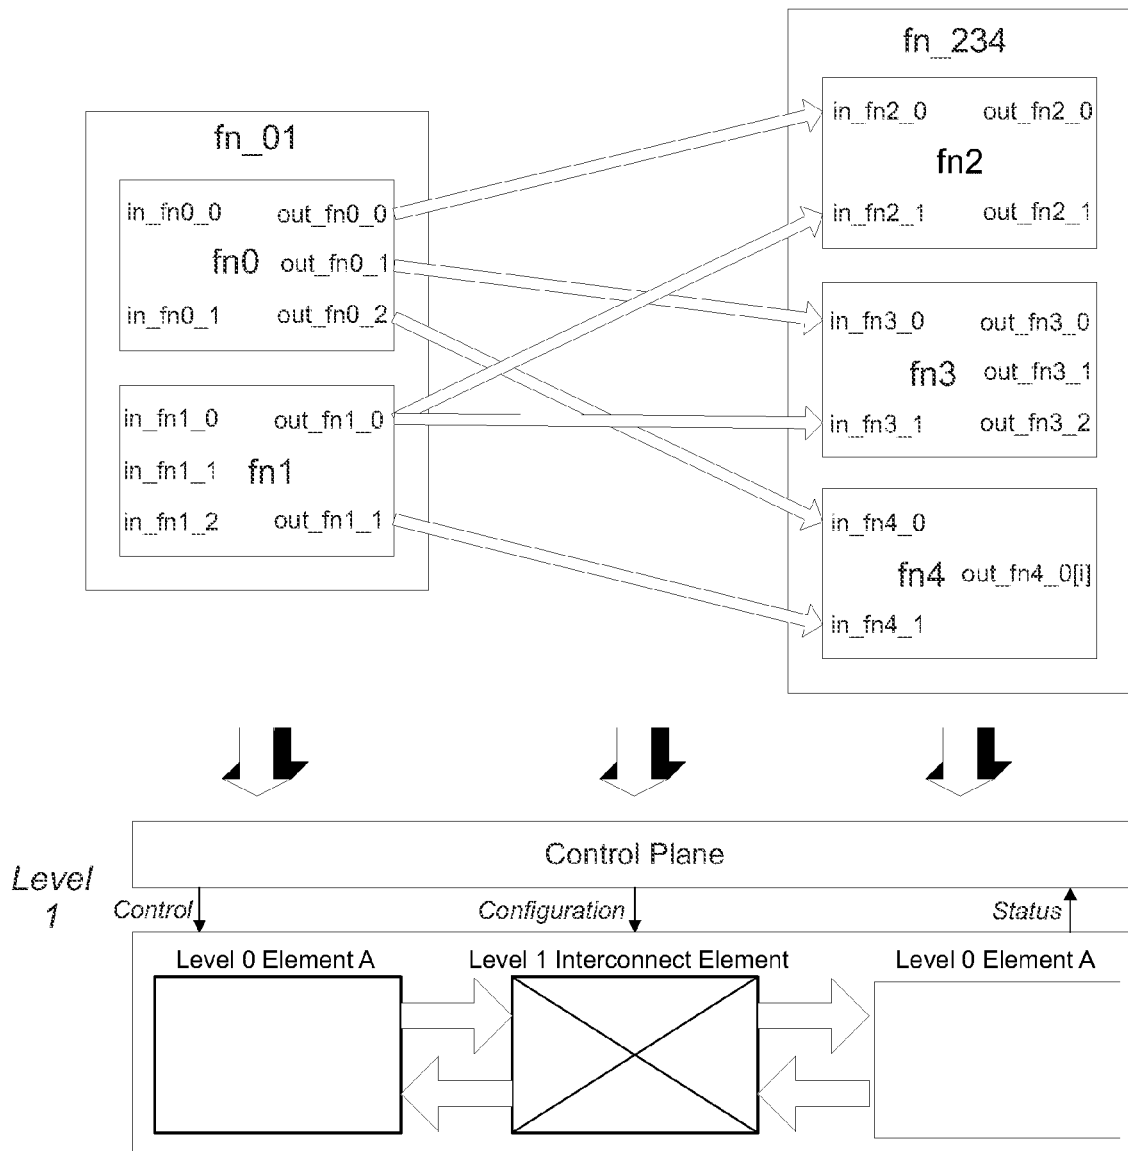 fn_234
in_fn2_0 out_fn2_0
fn2
in_fn2_1 out_fn2_1
fn_01
in_fn0_0 out_fn0_0
fn0 out_fn0_1
in_fn0_1 out_fn0_2
in_fn3_0 out_fn3_0
fn3 out_fn3_1
in_fn3_1 out_fn3_2
in_fn1_0 out_fn1_0
in_fn1_1 fn1
in_fn1_2 out_fn1_1
in_fn4_0
fn4 out_fn4_0[i]
in_fn4_1
Control Plane
Level
1
Control Configuration Status
Level 0 Element A Level 1 Interconnect Element Level 0 Element A